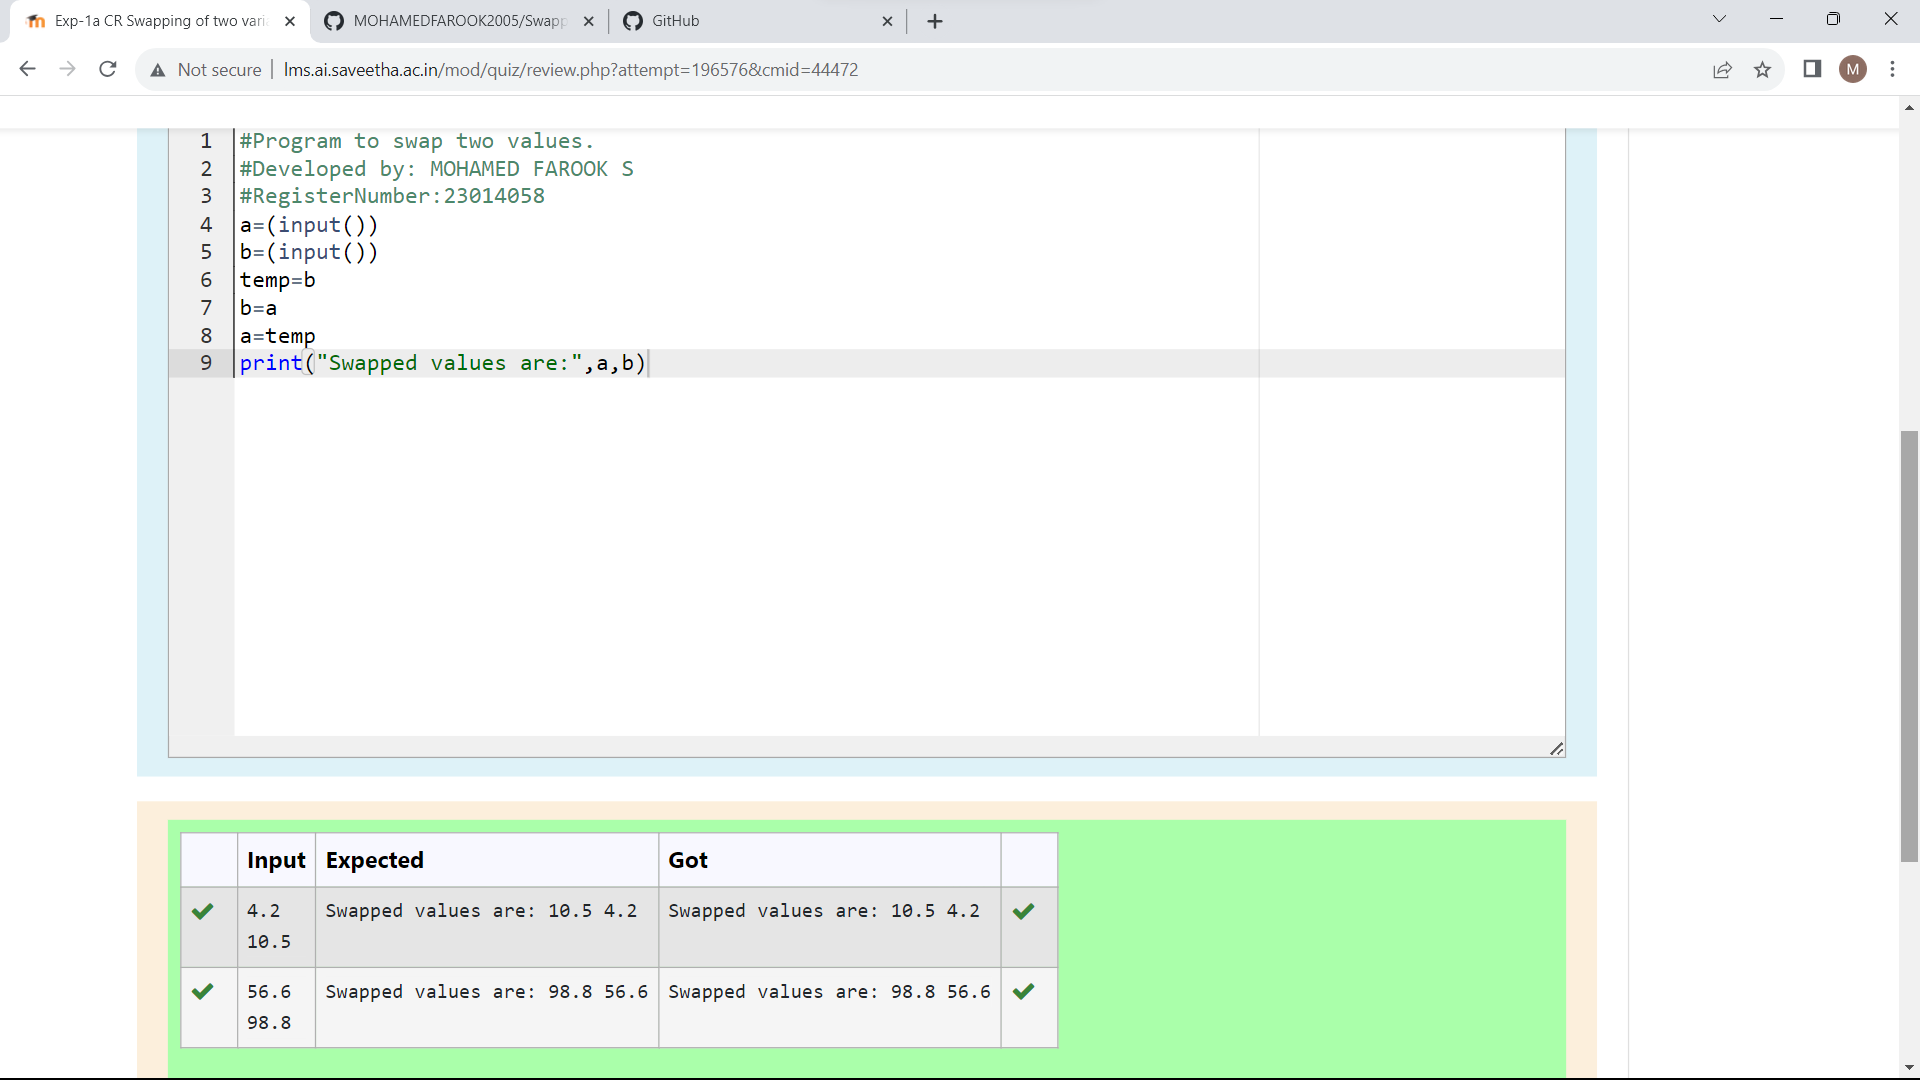 Exp-1a CR Swapping of two vari
MOHAMEDFAROOK2005/Swapp
GitHub
Not secure
lms.ai.saveetha.ac.in/mod/quiz/review.php?attempt=196576&cmid=44472
M
1 #Program to swap two values.
2 #Developed by: MOHAMED FAROOK S
3 #RegisterNumber:23014058
4 a=(input())
5 b=(input())
6 temp=b
7 b=a
8 a=temp
9 print("Swapped values are:",a,b)
Input Expected Got
4.2 Swapped values are: 10.5 4.2 Swapped values are: 10.5 4.2
10.5
56.6 Swapped values are: 98.8 56.6 Swapped values are: 98.8 56.6
98.8